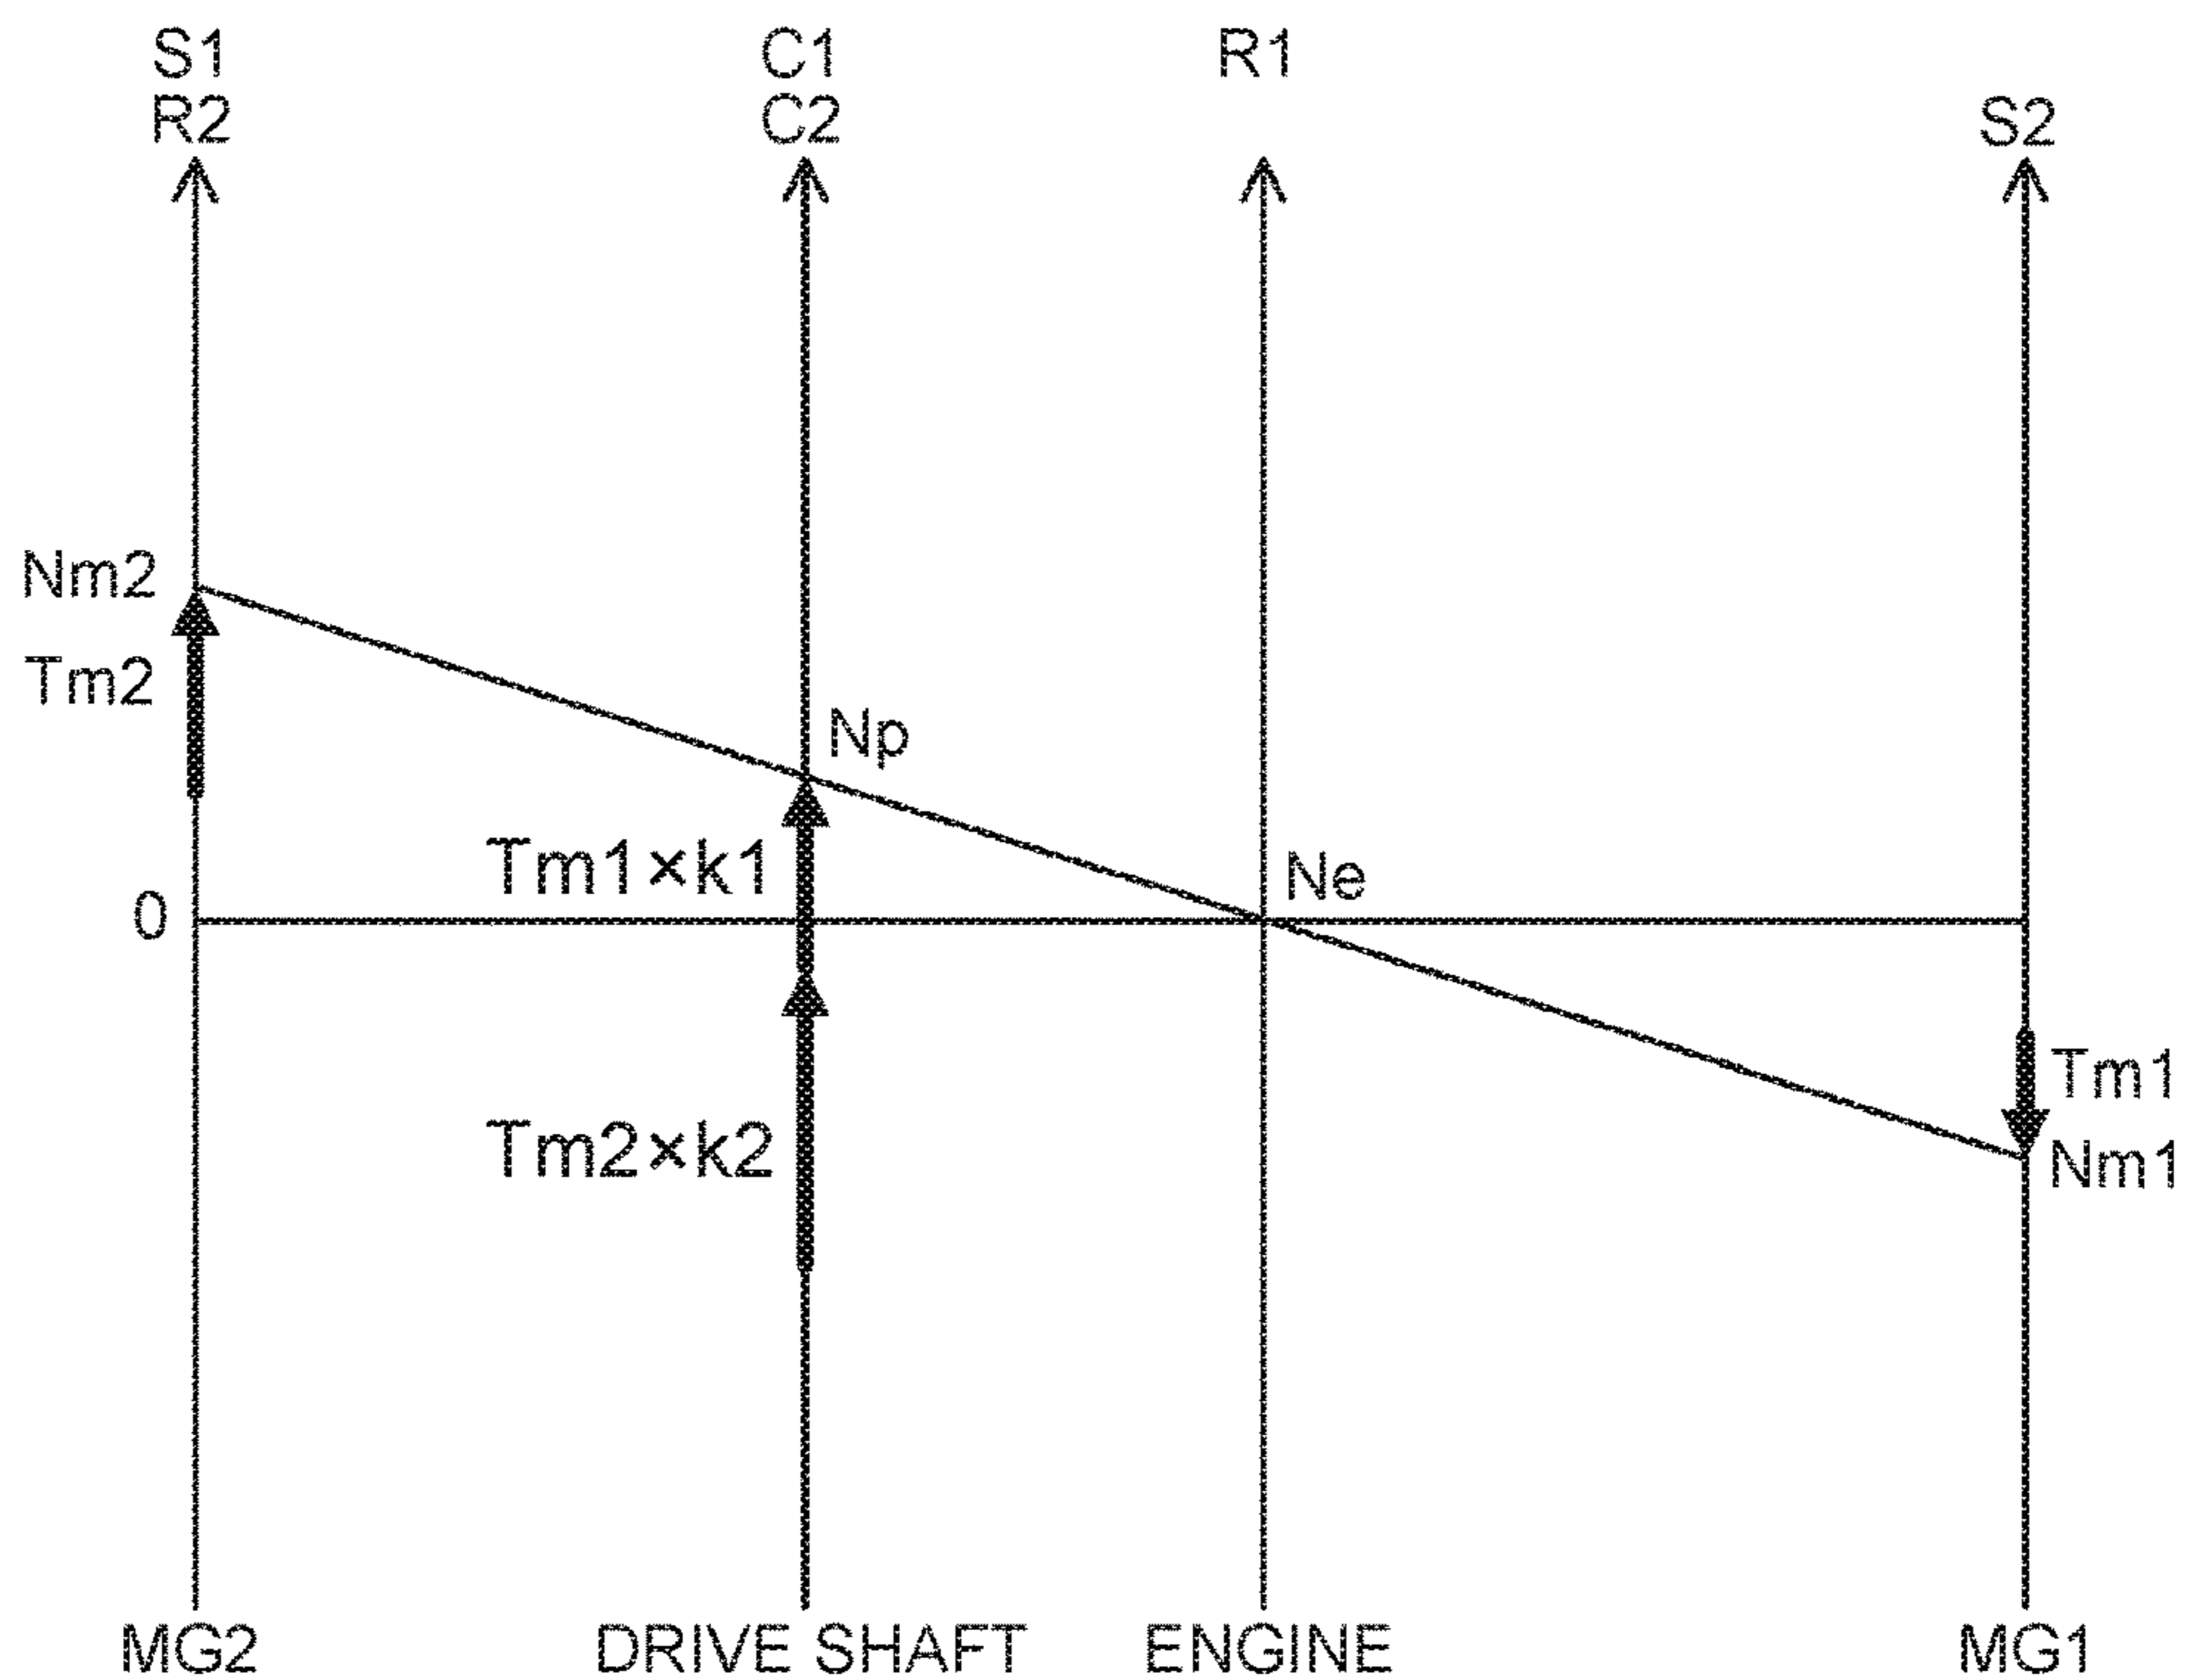 S1
R2
C1
C2
R1
S2
Nm2
Tm2
Np
Tm1×k1
Ne
0
Tm2×k2
Tm1
Nm1
MG2
DRIVE SHAFT
ENGINE
MG1